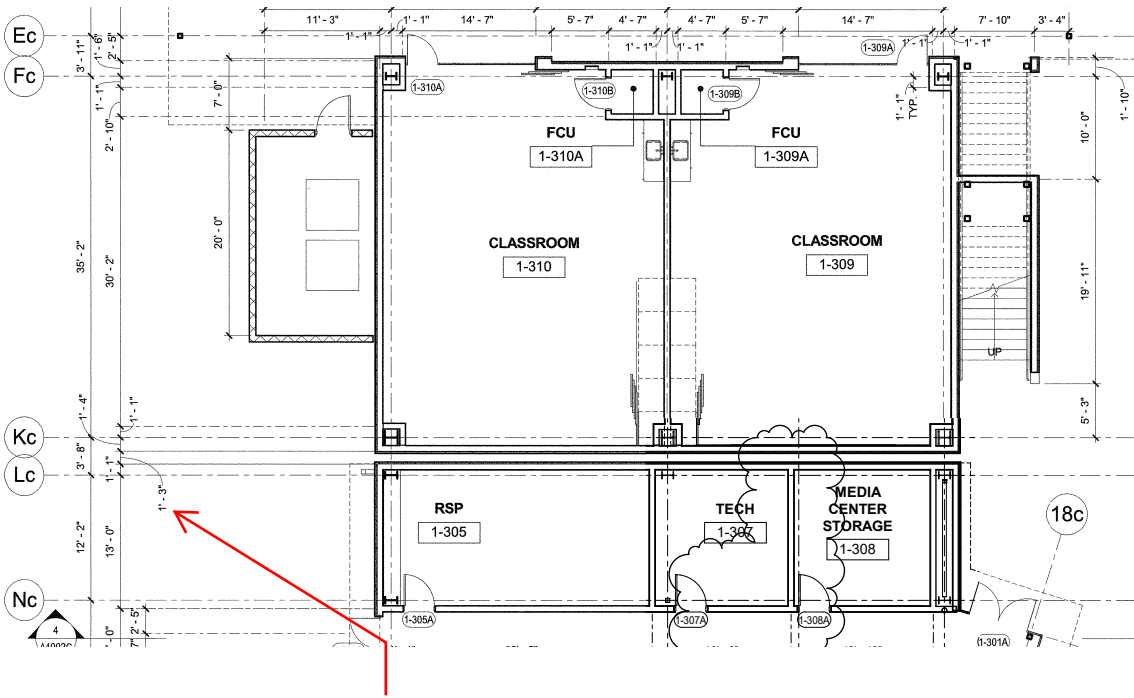 11' - 3"
1' - 1"
14' - 7"
5' - 7"
4' - 7"
4' - 7"
5' - 7"
14' - 7"
7' - 10"
3' - 4"
Ec
1' - 6"
2' - 5"
3' - 11"
1' - 1"
1' - 1"
1' - 1"
1-309A
1' - 1"
1' - 1"
Fc
1' - 1"
7' - 0"
1-310A
1-310B
1-309B
1' - 1"
TYP.
1' - 10"
2' - 10"
10' - 0"
FCU
1-310A
FCU
1-309A
35' - 2"
30' - 2"
20' - 0"
CLASSROOM
1-310
CLASSROOM
1-309
19' - 11"
UP
1' - 4"
1' - 1"
5' - 3"
Kc
3' - 8"
1' - 1"
Lc
1' - 3"
12' - 2"
13' - 0"
RSP
1-305
TECH
1-307
MEDIA
CENTER
STORAGE
1-308
18c
Nc
2' - 5"
1-305A
1-307A
1-308A
1-301A
4